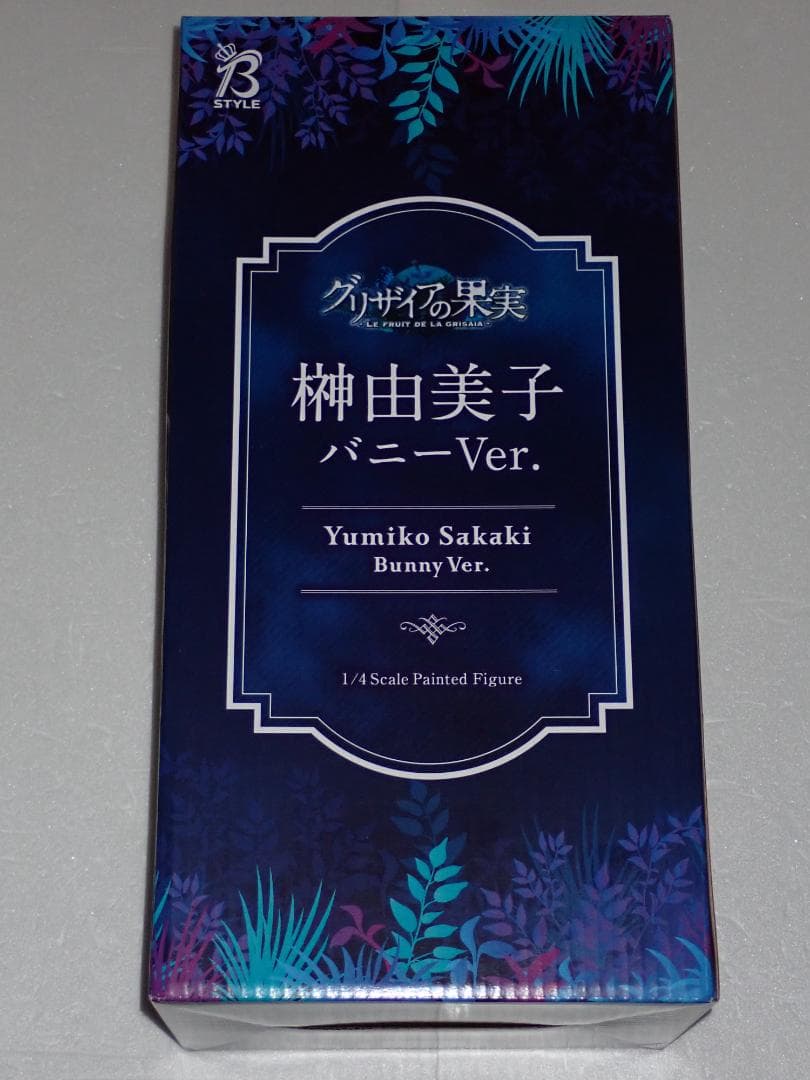 B
STYLE
グリザイアの果実
-LE FRUIT DE LA GRISAIA-
榊由美子
バニーVer.
Yumiko Sakaki
Bunny Ver.
1/4 Scale Painted Figure